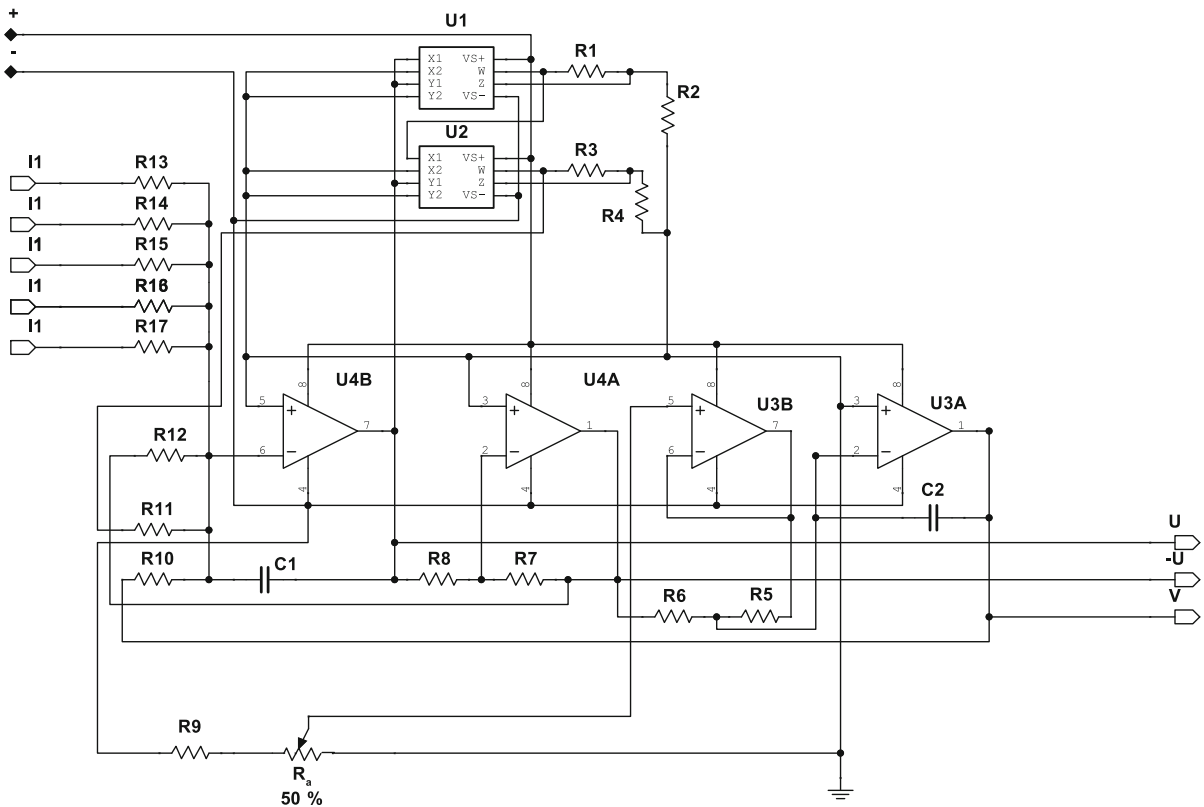 +
-
U1
X1 VS+
X2 W
Y1 Z
Y2 VS-
R1
R2
U2
X1 VS+
X2 W
Y1 Z
Y2 VS-
R3
R4
I1 R13
I1 R14
I1 R15
I1 R16
I1 R17
8 U4B 8 U4A 8 U3B 8 U3A
5 + 7
6 −
4
3 + 1
2 −
4
5 + 7
6 −
4
3 + 1
2 −
4
R12
R11
R10
C1
R8
R7
C2
U
-U
V
R6
R5
R9
Ra
50 %